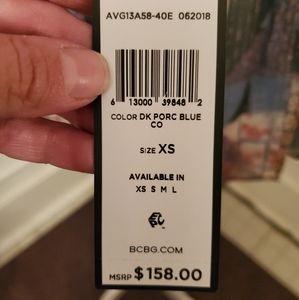 AVG13A58-40E 062018
6 13000 39848 2
COLOR DK PORC BLUE
CO
SIZE XS
AVAILABLE IN
XS S M L
BCBG.COM
MSRP $158.00